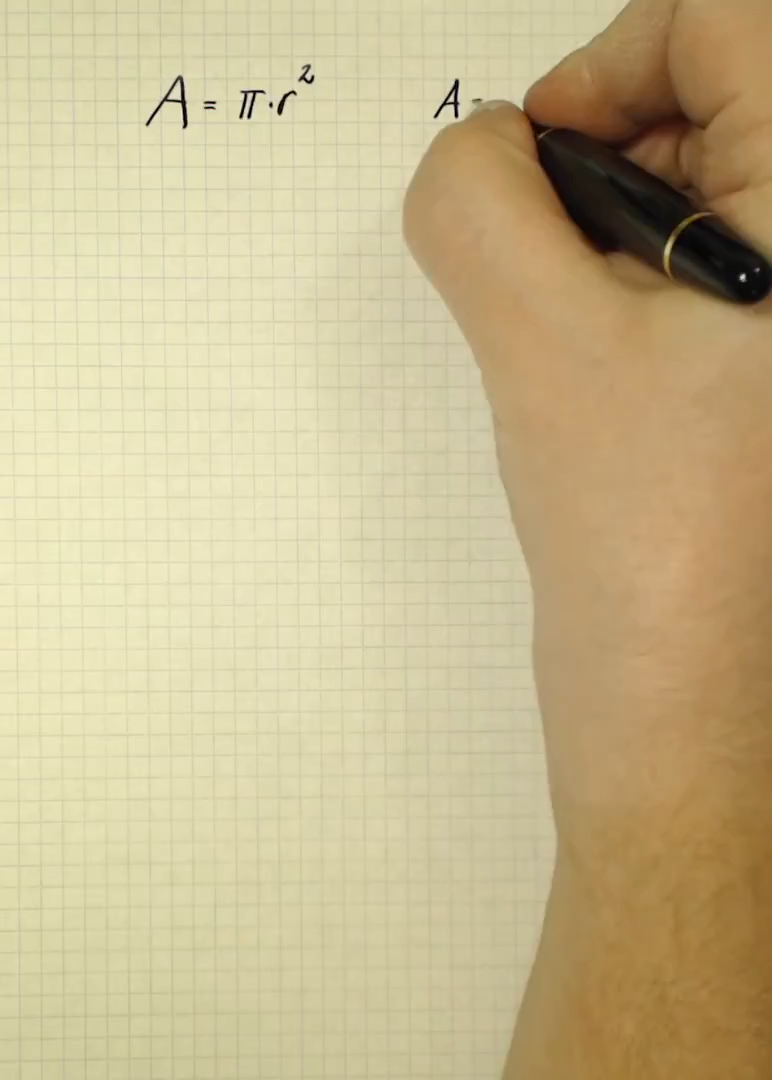 A = π·r² A =